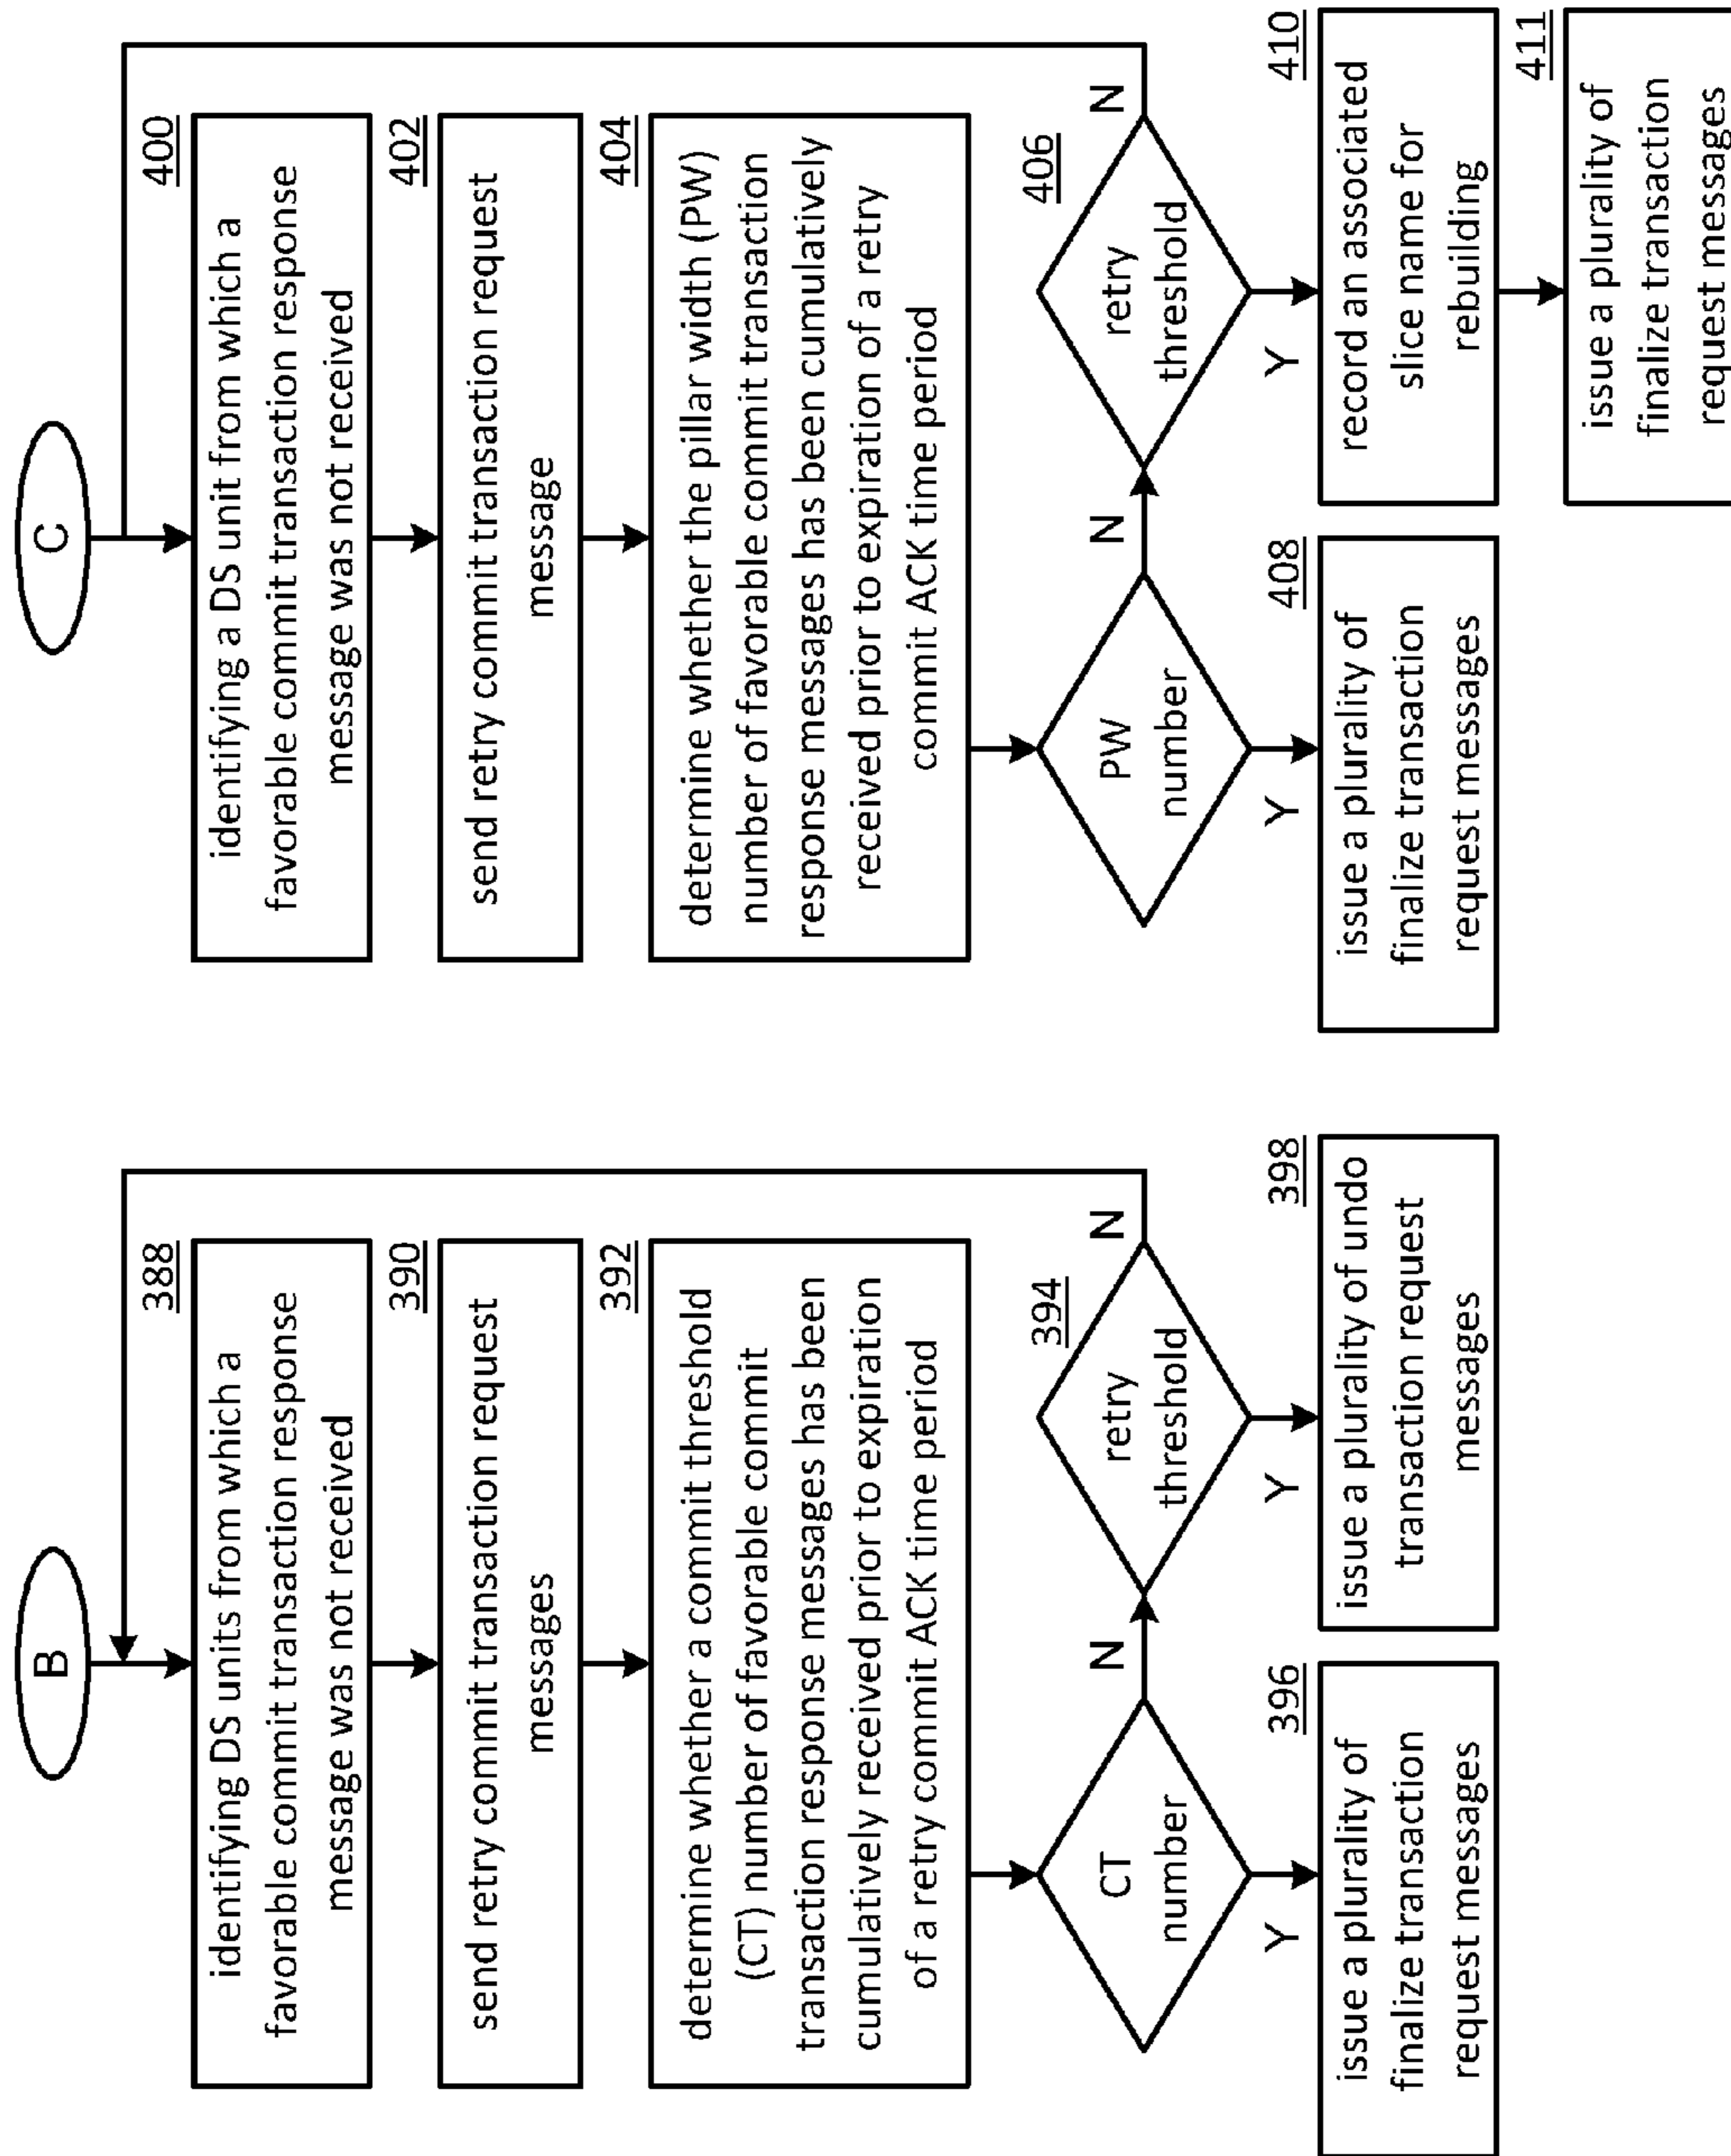 B
388
identifying DS units from which a
favorable commit transaction response
message was not received
390
send retry commit transaction request
messages
392
determine whether a commit threshold
(CT) number of favorable commit
transaction response messages has been
cumulatively received prior to expiration
of a retry commit ACK time period
CT
number
Y
N
394
retry
threshold
N
Y
396
issue a plurality of
finalize transaction
request messages
398
issue a plurality of undo
transaction request
messages
C
400
identifying a DS unit from which a
favorable commit transaction response
message was not received
402
send retry commit transaction request
message
404
determine whether the pillar width (PW)
number of favorable commit transaction
response messages has been cumulatively
received prior to expiration of a retry
commit ACK time period
PW
number
Y
N
406
retry
threshold
N
Y
408
issue a plurality of
finalize transaction
request messages
410
record an associated
slice name for
rebuilding
411
issue a plurality of
finalize transaction
request messages